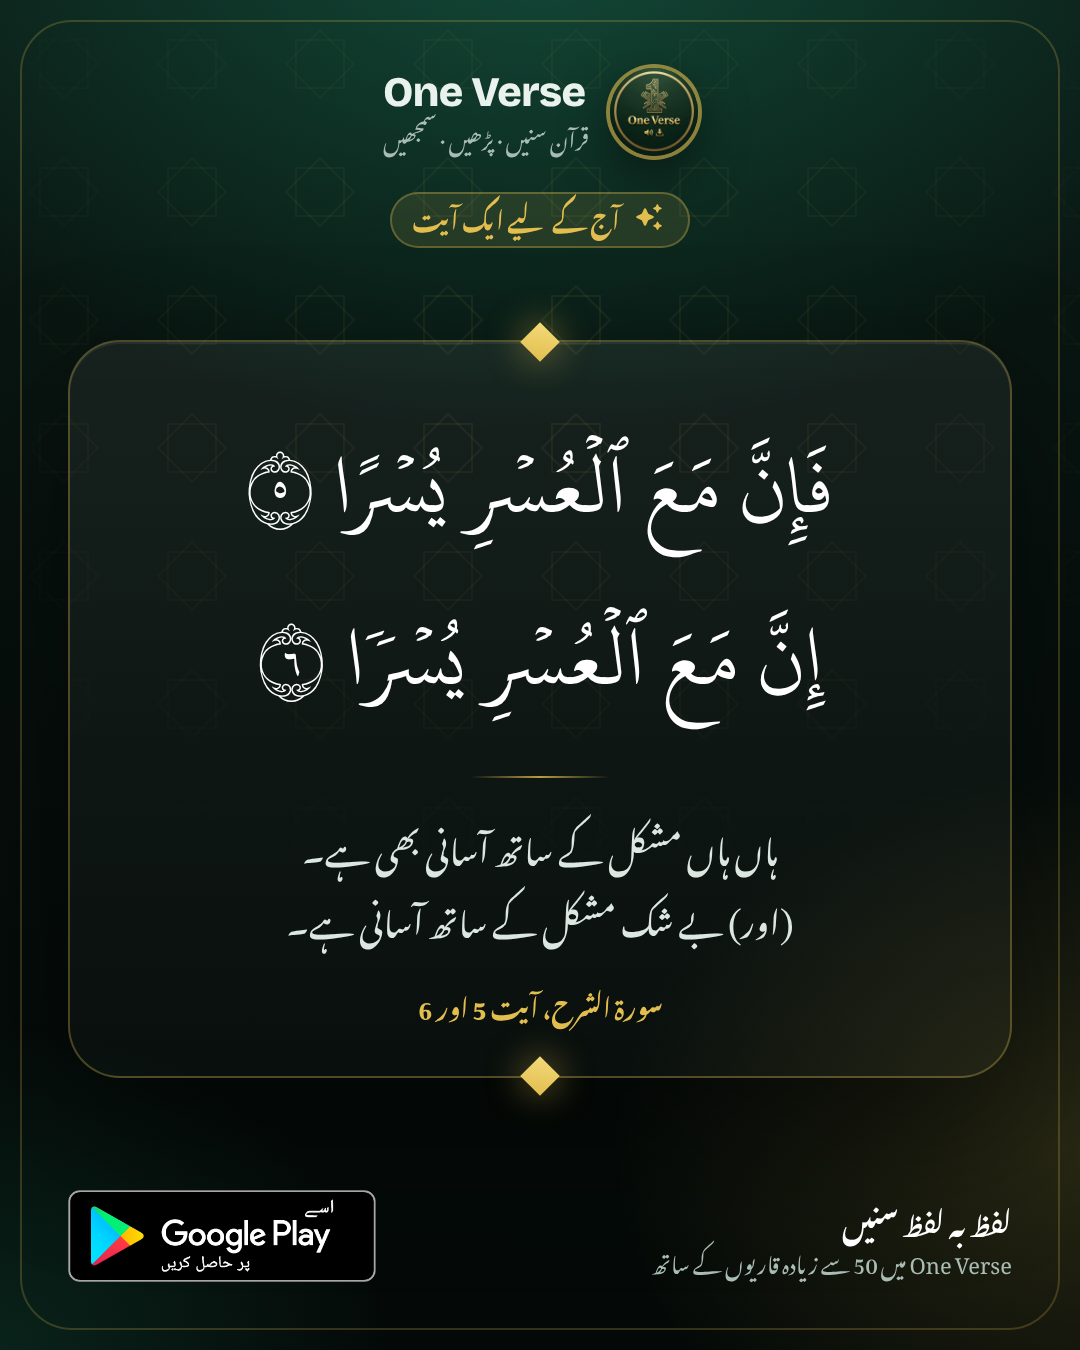 One Verse
قرآن سنیں · پڑھیں · سمجھیں
One Verse
آج کے لیے ایک آیت
فَإِنَّ مَعَ ٱلْعُسْرِ يُسْرًا ٥
إِنَّ مَعَ ٱلْعُسْرِ يُسْرًا ٦
ہاں ہاں مشکل کے ساتھ آسانی بھی ہے۔
(اور) بے شک مشکل کے ساتھ آسانی ہے۔
سورة الشرح، آیت 5 اور 6
لفظ بہ لفظ سنیں
One Verse میں 50 سے زیادہ قاریوں کے ساتھ
اسے
Google Play
پر حاصل کریں